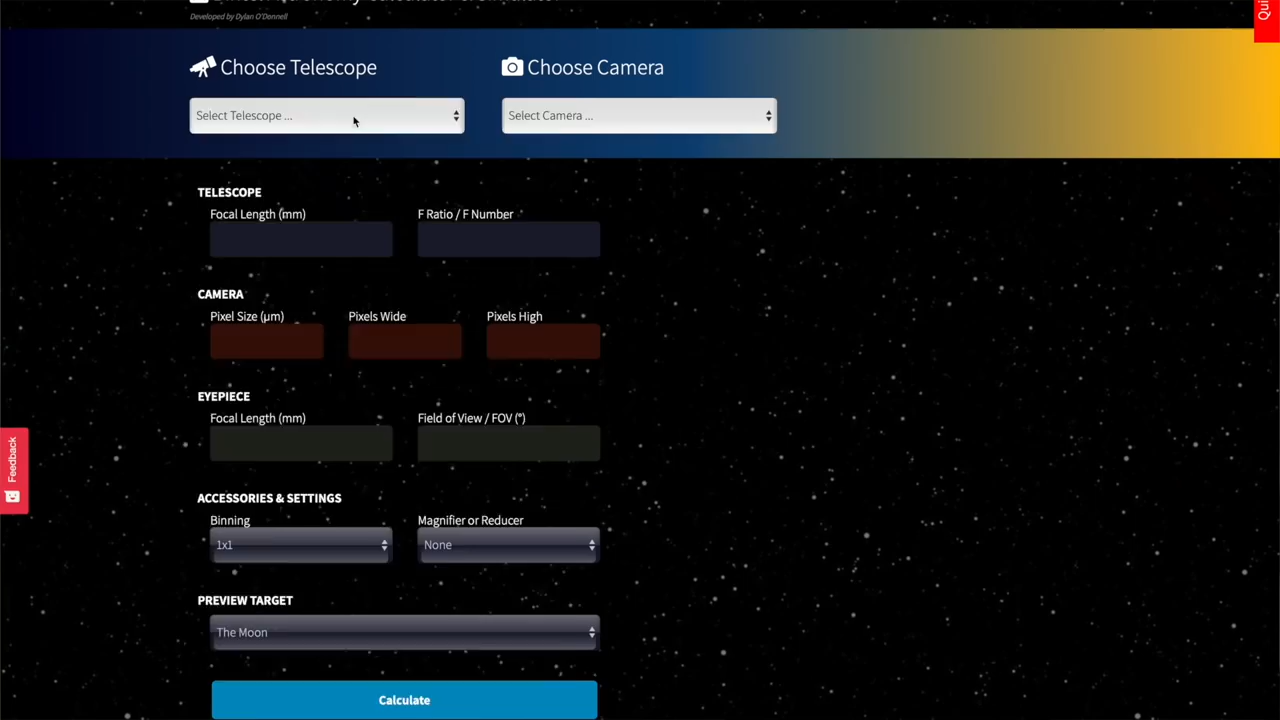 Developed by Dylan O'Donnell
Qui
Choose Telescope
Choose Camera
Select Telescope ...
Select Camera ...
TELESCOPE
Focal Length (mm)
F Ratio / F Number
CAMERA
Pixel Size (µm)
Pixels Wide
Pixels High
EYEPIECE
Focal Length (mm)
Field of View / FOV (°)
Feedback
ACCESSORIES & SETTINGS
Binning
Magnifier or Reducer
1x1
None
PREVIEW TARGET
The Moon
Calculate